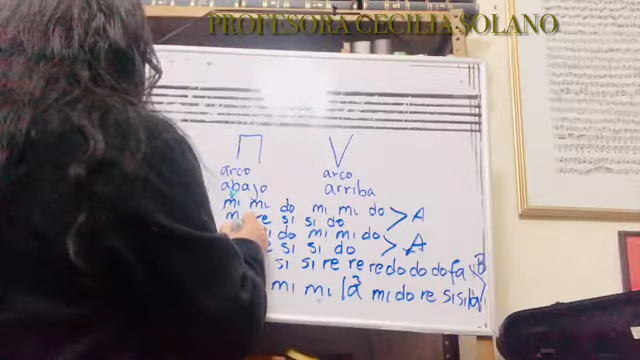 PROFESORA CECILIA SOLANO
arco arco
abajo arriba
mi mi do mi mi do > A
mi re si si do
do mi mi do > A
si si do
si si re re re do do do fa B
mi mi la mi do re si si la